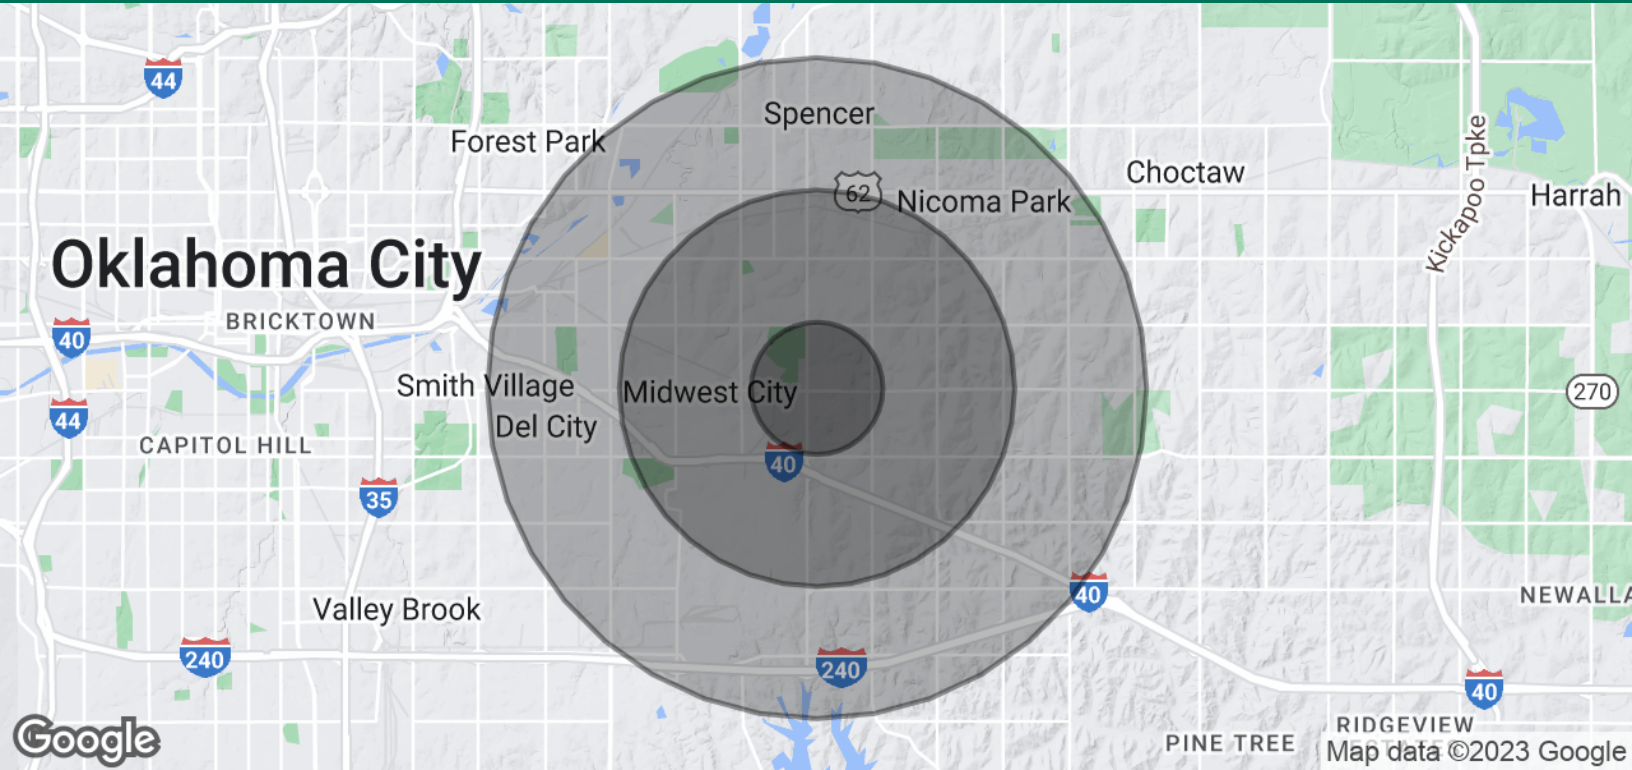 44
Spencer
Forest Park
Choctaw
Kickapoo Tpke
62
Nicoma Park
Harrah
Oklahoma City
BRICKTOWN
40
Smith Village
Midwest City
270
44
Del City
CAPITOL HILL
40
35
40
NEWALLA
Valley Brook
240
240
40
RIDGEVIEW
PINE TREE
Google
Map data ©2023 Google